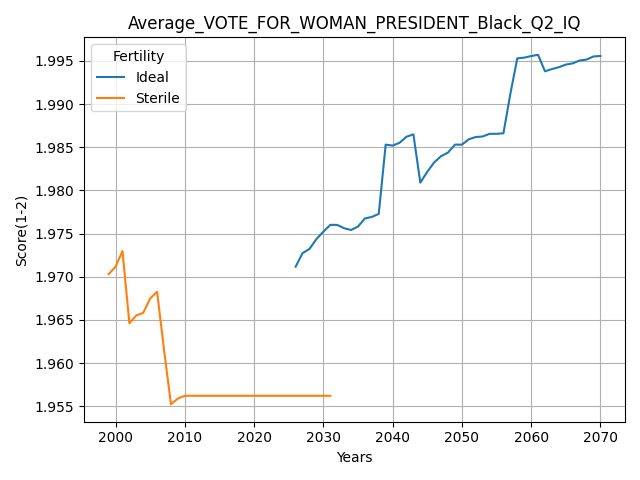 Average_VOTE_FOR_WOMAN_PRESIDENT_Black_Q2_IQ
Fertility
Ideal
Sterile
1.995
1.990
1.985
1.980
1.975
1.970
1.965
1.960
1.955
Score(1-2)
2000 2010 2020 2030 2040 2050 2060 2070
Years